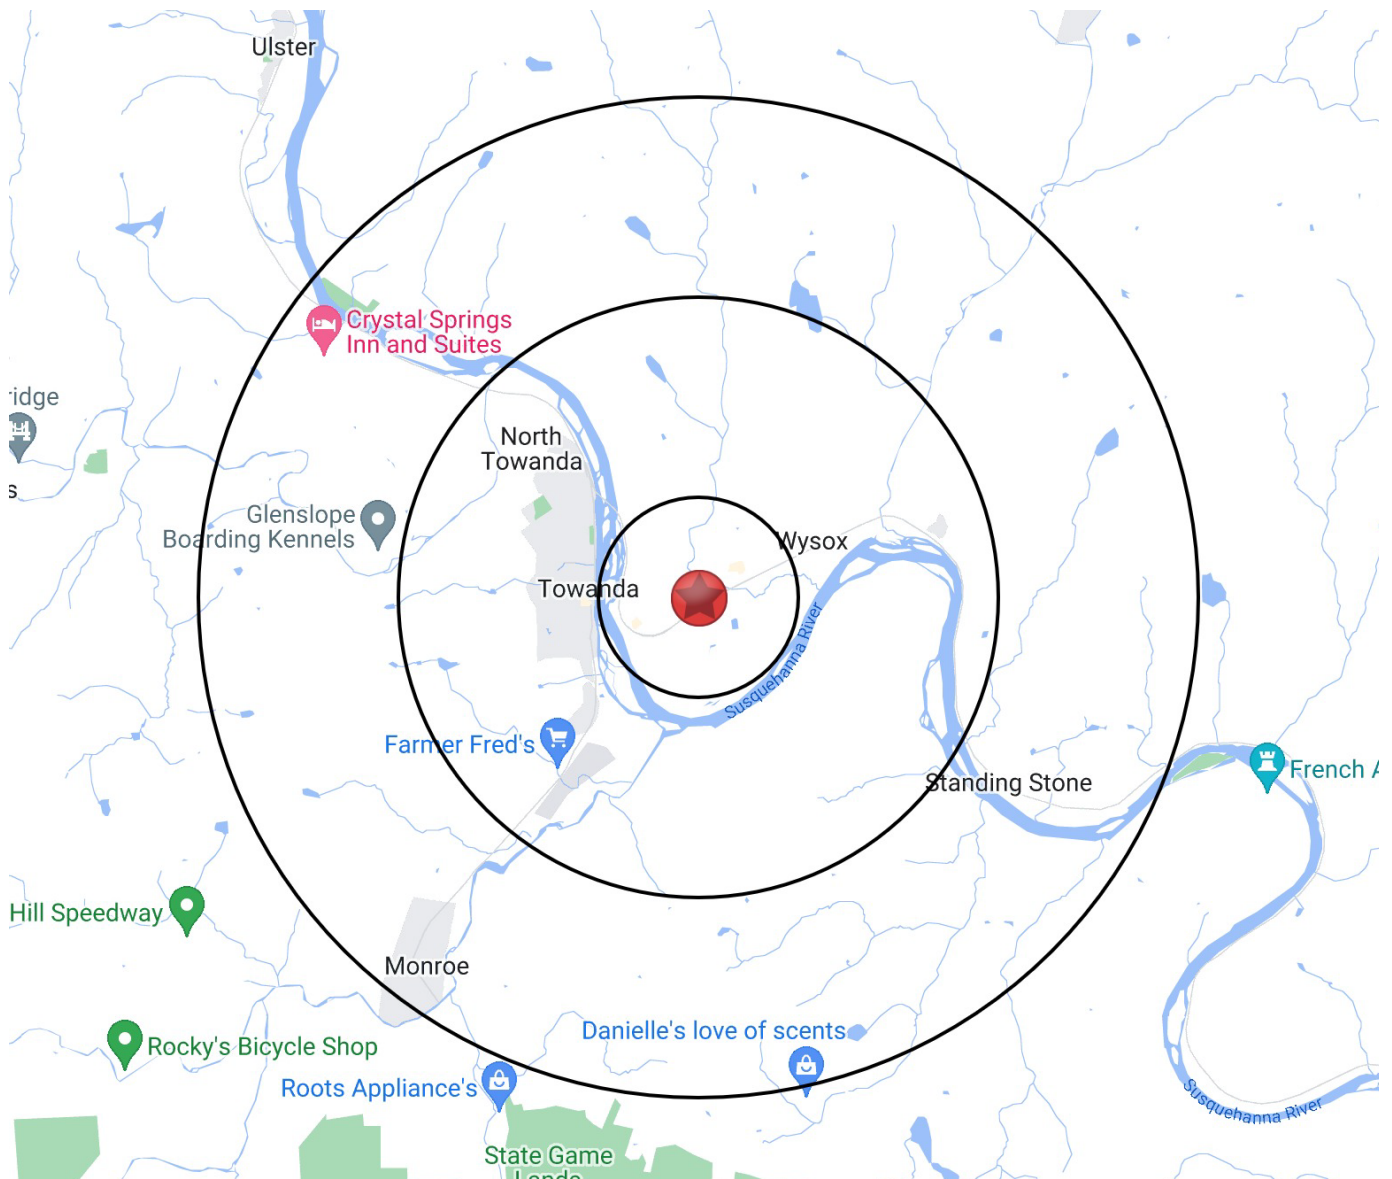 Ulster
Crystal Springs
Inn and Suites
ridge
s
North
Towanda
Glenslope
Boarding Kennels
Wysox
Towanda
Susquehanna River
Farmer Fred's
Standing Stone
French A
Hill Speedway
Monroe
Danielle's love of scents
Rocky's Bicycle Shop
Roots Appliance's
Susquehanna River
State Game
Lands